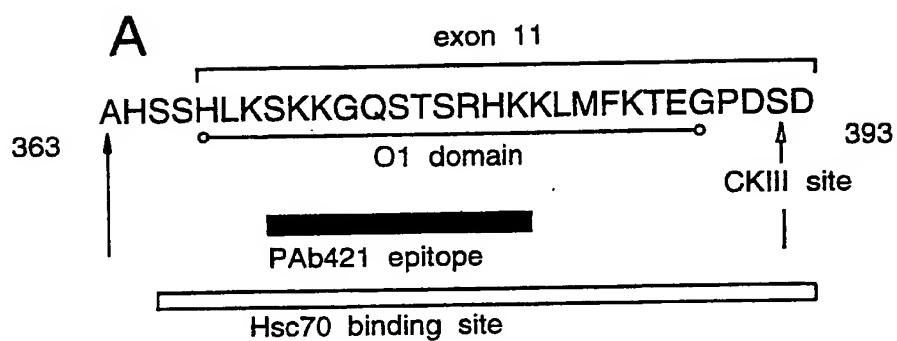 A
exon 11
AHSSHLKSKKGQSTSRHKKLMFKTEGPDSD
363
393
O1 domain
CKIII site
PAb421 epitope
Hsc70 binding site